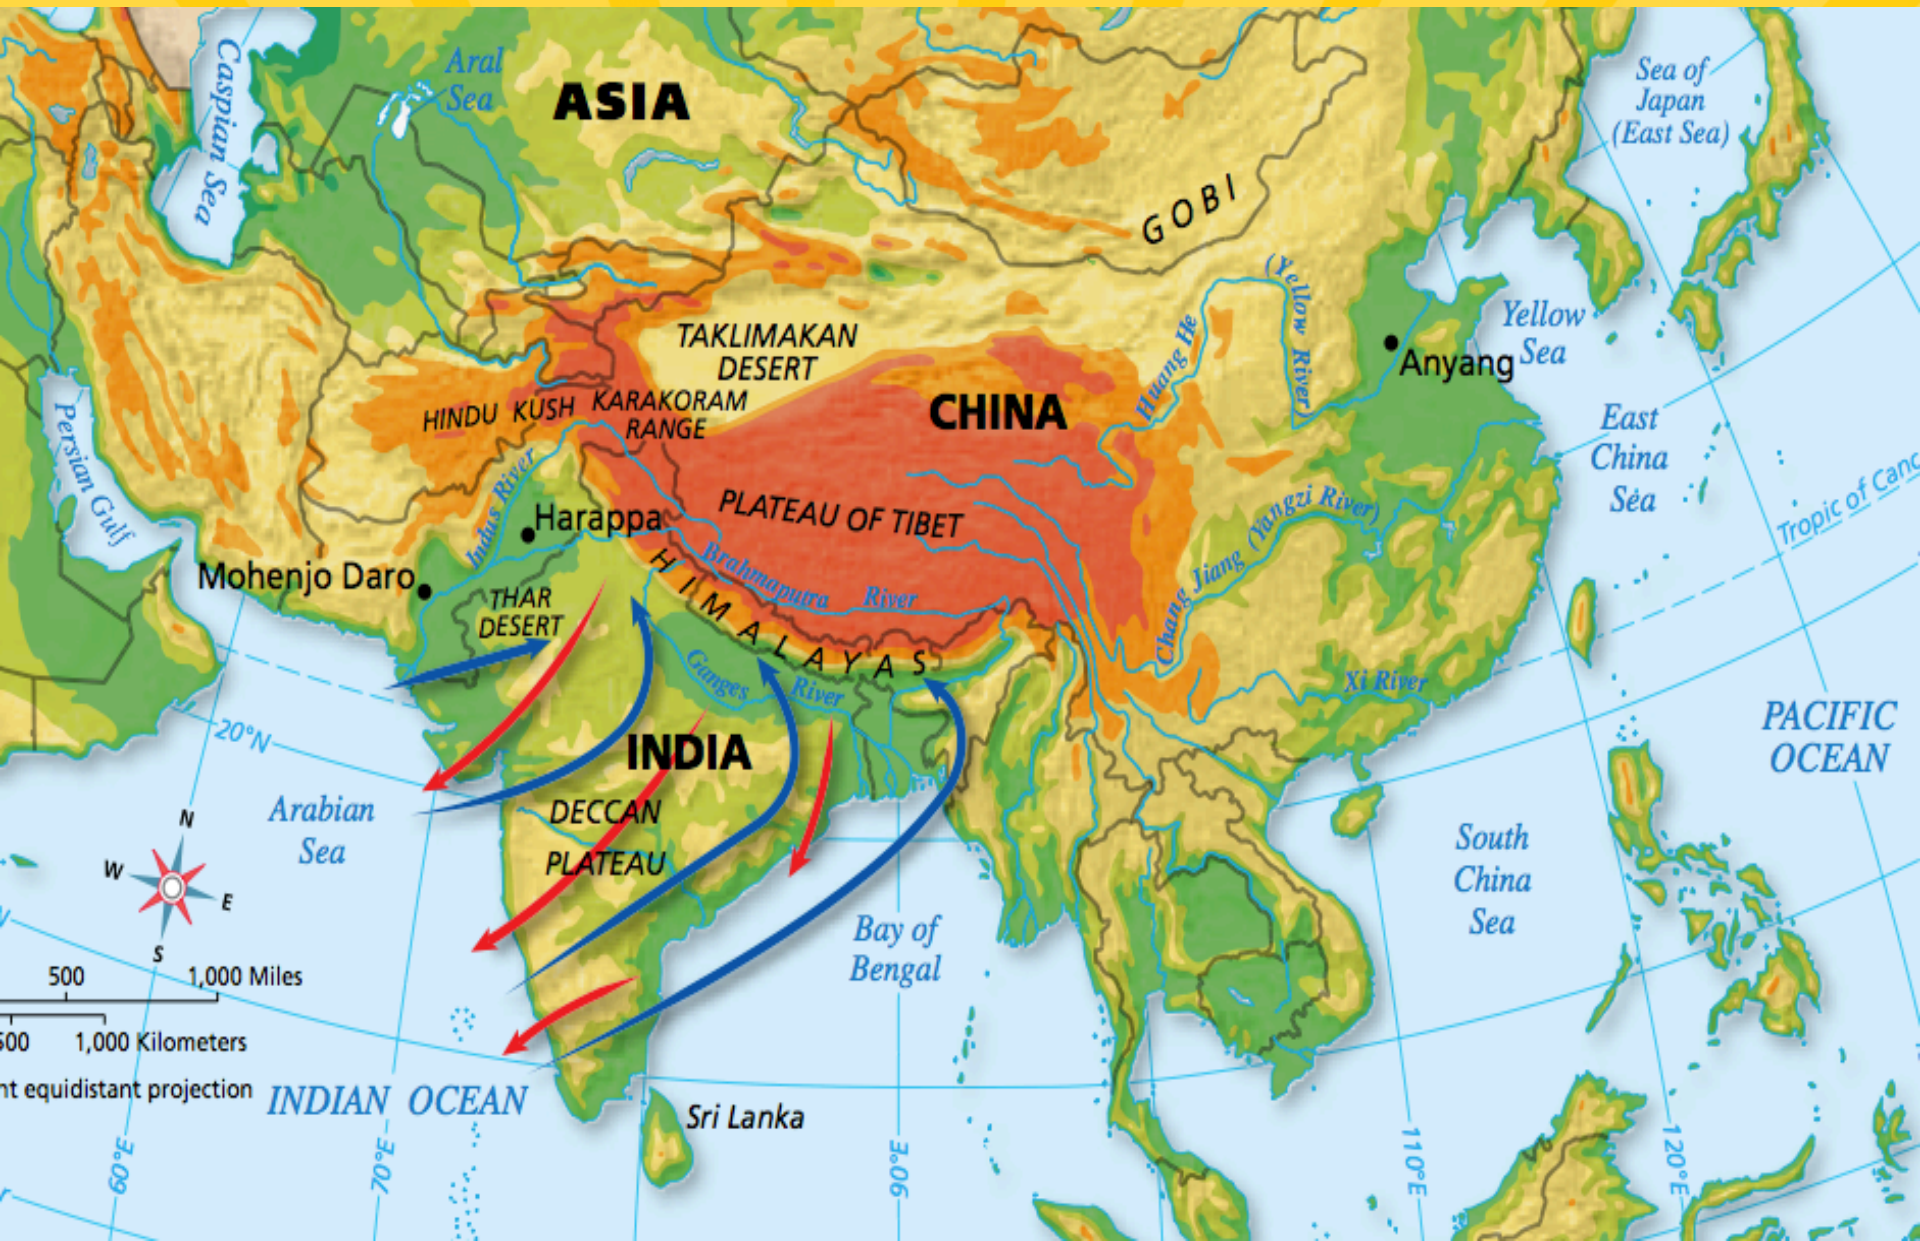 Caspian Sea
Aral
Sea
ASIA
Sea of
Japan
(East Sea)
GOBI
Huang He
(Yellow River)
Yellow
Sea
TAKLIMAKAN
DESERT
Anyang
HINDU KUSH
KARAKORAM
RANGE
CHINA
East
China
Sea
Persian Gulf
Indus River
Harappa
PLATEAU OF TIBET
Chang Jiang (Yangzi River)
Tropic of Canc
Mohenjo Daro
THAR
DESERT
HIMALAYAS
Brahmaputra River
Ganges River
Xi River
20°N
INDIA
PACIFIC
OCEAN
Arabian
Sea
DECCAN
PLATEAU
N
W
E
S
South
China
Sea
Bay of
Bengal
500
1,000 Miles
500
1,000 Kilometers
nt equidistant projection
INDIAN OCEAN
Sri Lanka
60°E
70°E
90°E
110°E
120°E